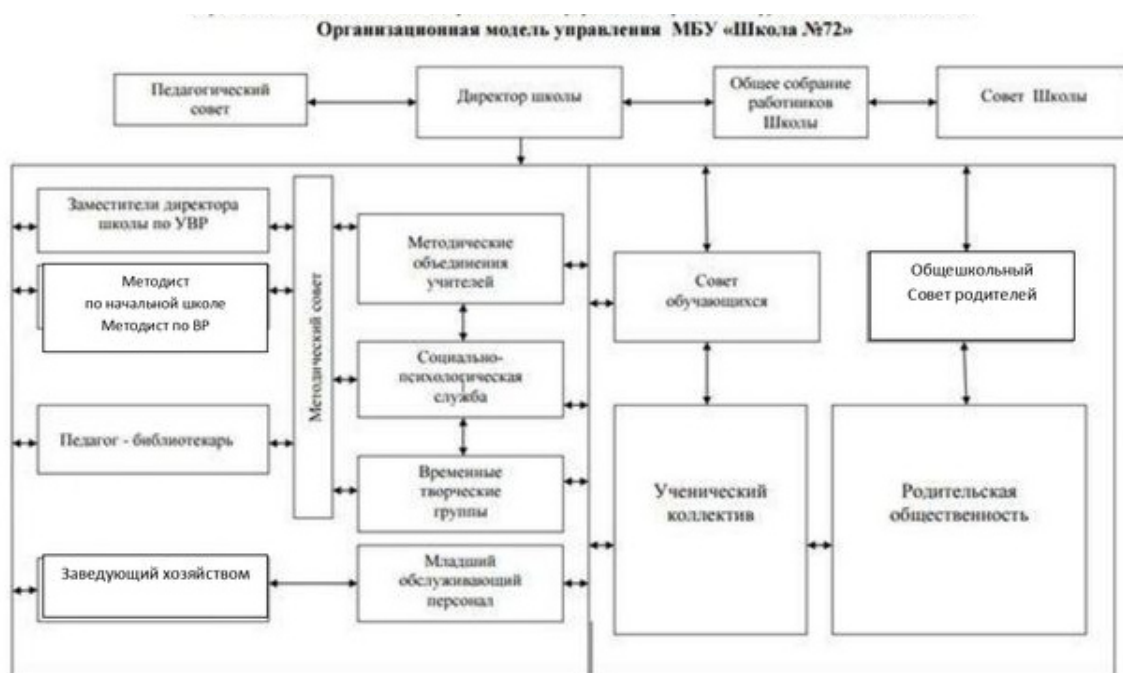 Организационная модель управления МБУ «Школа №72»
Педагогический
совет
Директор школы
Общее собрание
работников
Школы
Совет Школы
Заместители директора
школы по УВР
Методист
по начальной школе
Методист по ВР
Педагог - библиотекарь
Заведующий хозяйством
Методический совет
Методические
объединения
учителей
Социально-
психологическая
служба
Временные
творческие
группы
Младший
обслуживающий
персонал
Совет
обучающихся
Общешкольный
Совет родителей
Ученический
коллектив
Родительская
общественность